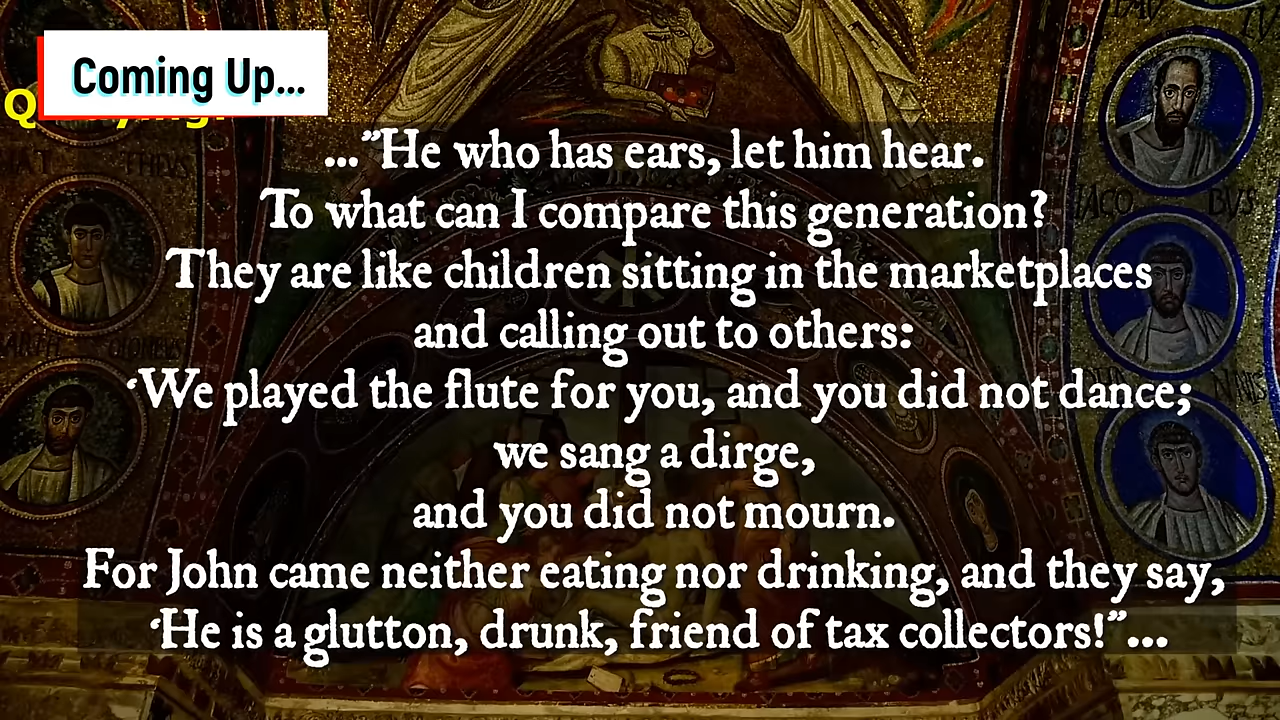 Coming Up...
..."He who has ears, let him hear.
To what can I compare this generation?
They are like children sitting in the marketplaces
and calling out to others:
‘We played the flute for you, and you did not dance;
we sang a dirge,
and you did not mourn.
For John came neither eating nor drinking, and they say,
‘He is a glutton, drunk, friend of tax collectors!"...
JACO BVS